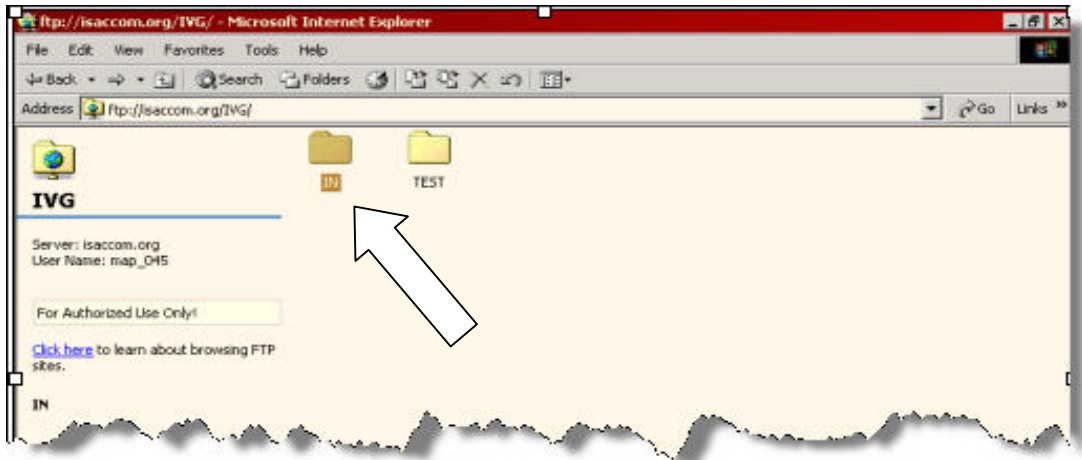 ftp://isaccom.org/IVG/ - Microsoft Internet Explorer
File Edit View Favorites Tools Help
Back Search Folders
Address ftp://isaccom.org/IVG/ Go Links »
IN TEST
IVG
Server: isaccom.org
User Name: map_045
For Authorized Use Only!
Click here to learn about browsing FTP
sites.
IN